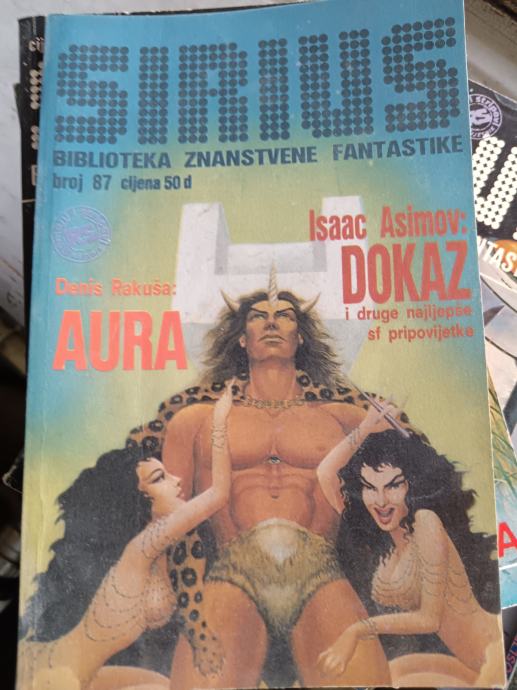 SIRIUS
BIBLIOTEKA ZNANSTVENE FANTASTIKE
broj 87 cijena 50 d
Isaac Asimov:
DOKAZ
i druge najljepše
sf pripovijetke
Denis Rakuša:
AURA